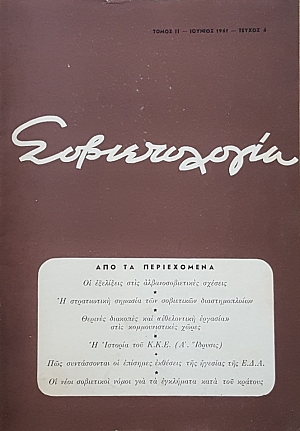 ΤΟΜΟΣ ΙΙ — ΙΟΥΝΙΟΣ 1961 — ΤΕΥΧΟΣ 6
Σοβιετολογία
ΑΠΟ ΤΑ ΠΕΡΙΕΧΟΜΕΝΑ
Οἱ ἐξελίξεις στὶς ἀλβανοσοβιετικὲς σχέσεις
Ἡ στρατιωτικὴ σημασία τῶν σοβιετικῶν διαστημοπλοίων
Θερινὲς διακοπὲς καὶ «ἐθελοντικὴ ἐργασία»
στὶς κομμουνιστικὲς χῶρες
Ἡ Ἱστορία τοῦ Κ.Κ.Ε. (Α΄. Ἵδρυσις)
Πῶς συντάσσονται οἱ ἐπίσημες ἐκθέσεις τῆς ἡγεσίας τῆς Ε.Δ.Α.
Οἱ νέοι σοβιετικοὶ νόμοι γιὰ τὰ ἐγκλήματα κατὰ τοῦ κράτους